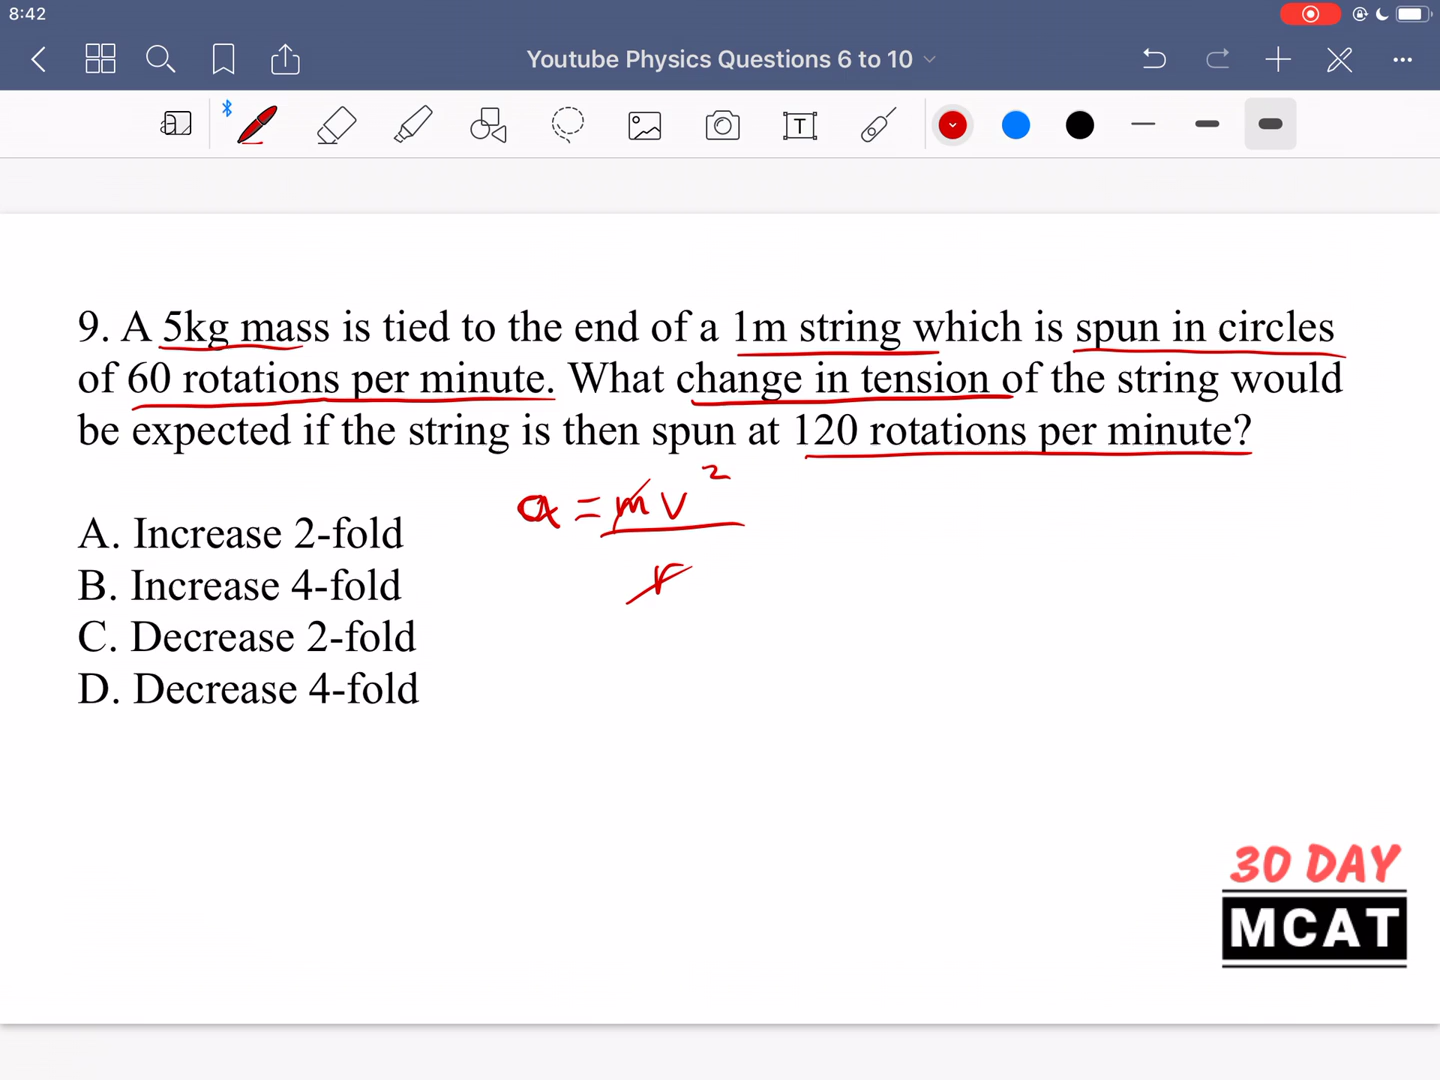 8:42
Youtube Physics Questions 6 to 10
T
9. A 5kg mass is tied to the end of a 1m string which is spun in circles
of 60 rotations per minute. What change in tension of the string would
be expected if the string is then spun at 120 rotations per minute?
a = mv²
r
A. Increase 2-fold
B. Increase 4-fold
C. Decrease 2-fold
D. Decrease 4-fold
30 DAY
MCAT